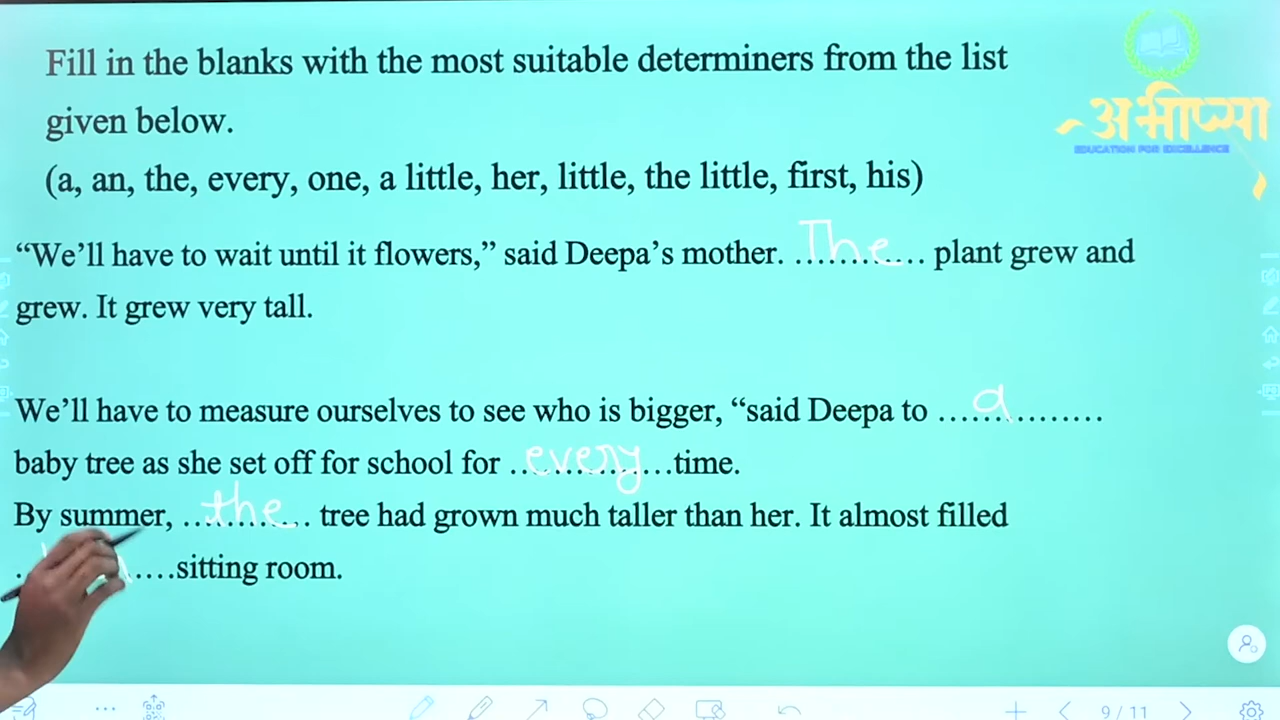 Fill in the blanks with the most suitable determiners from the list
given below.
(a, an, the, every, one, a little, her, little, the little, first, his)
अभीप्सा
EDUCATION FOR EXCELLENCE
“We’ll have to wait until it flowers,” said Deepa’s mother. ....The.... plant grew and
grew. It grew very tall.
We’ll have to measure ourselves to see who is bigger, “said Deepa to ...a............
baby tree as she set off for school for ..every...time.
By summer, ..the.. tree had grown much taller than her. It almost filled
....sitting room.
9/11